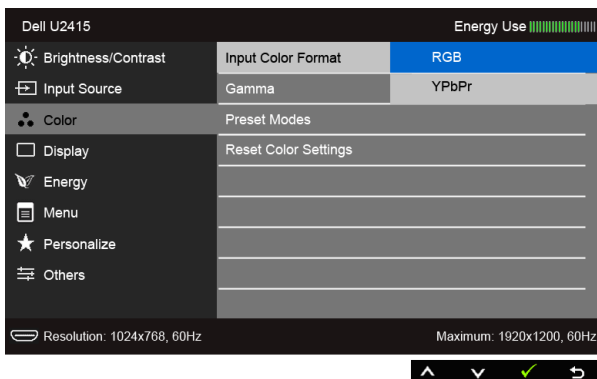 Dell U2415
Energy Use
Brightness/Contrast
Input Color Format
RGB
Input Source
Gamma
YPbPr
Color
Preset Modes
Display
Reset Color Settings
Energy
Menu
Personalize
Others
Resolution: 1024x768, 60Hz
Maximum: 1920x1200, 60Hz